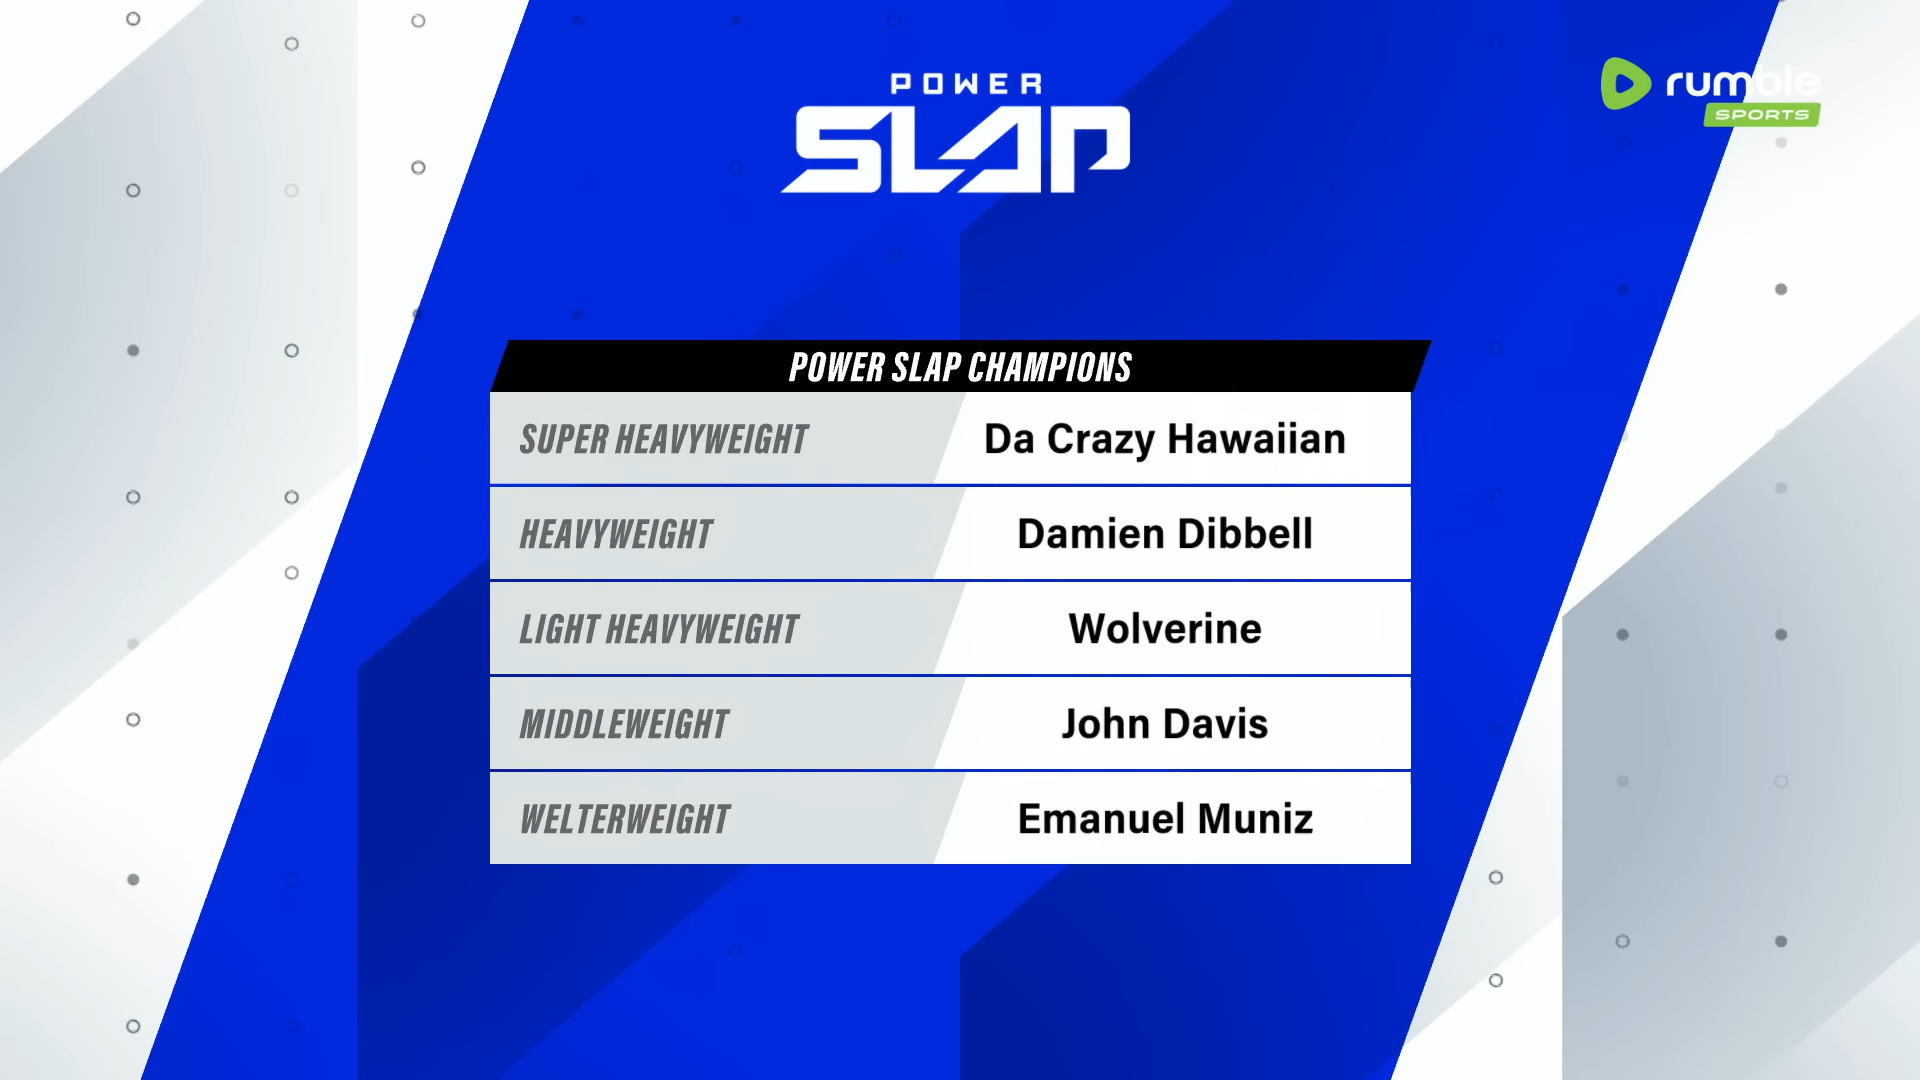 POWER
SLAP
rumble
SPORTS
POWER SLAP CHAMPIONS
SUPER HEAVYWEIGHT Da Crazy Hawaiian
HEAVYWEIGHT Damien Dibbell
LIGHT HEAVYWEIGHT Wolverine
MIDDLEWEIGHT John Davis
WELTERWEIGHT Emanuel Muniz